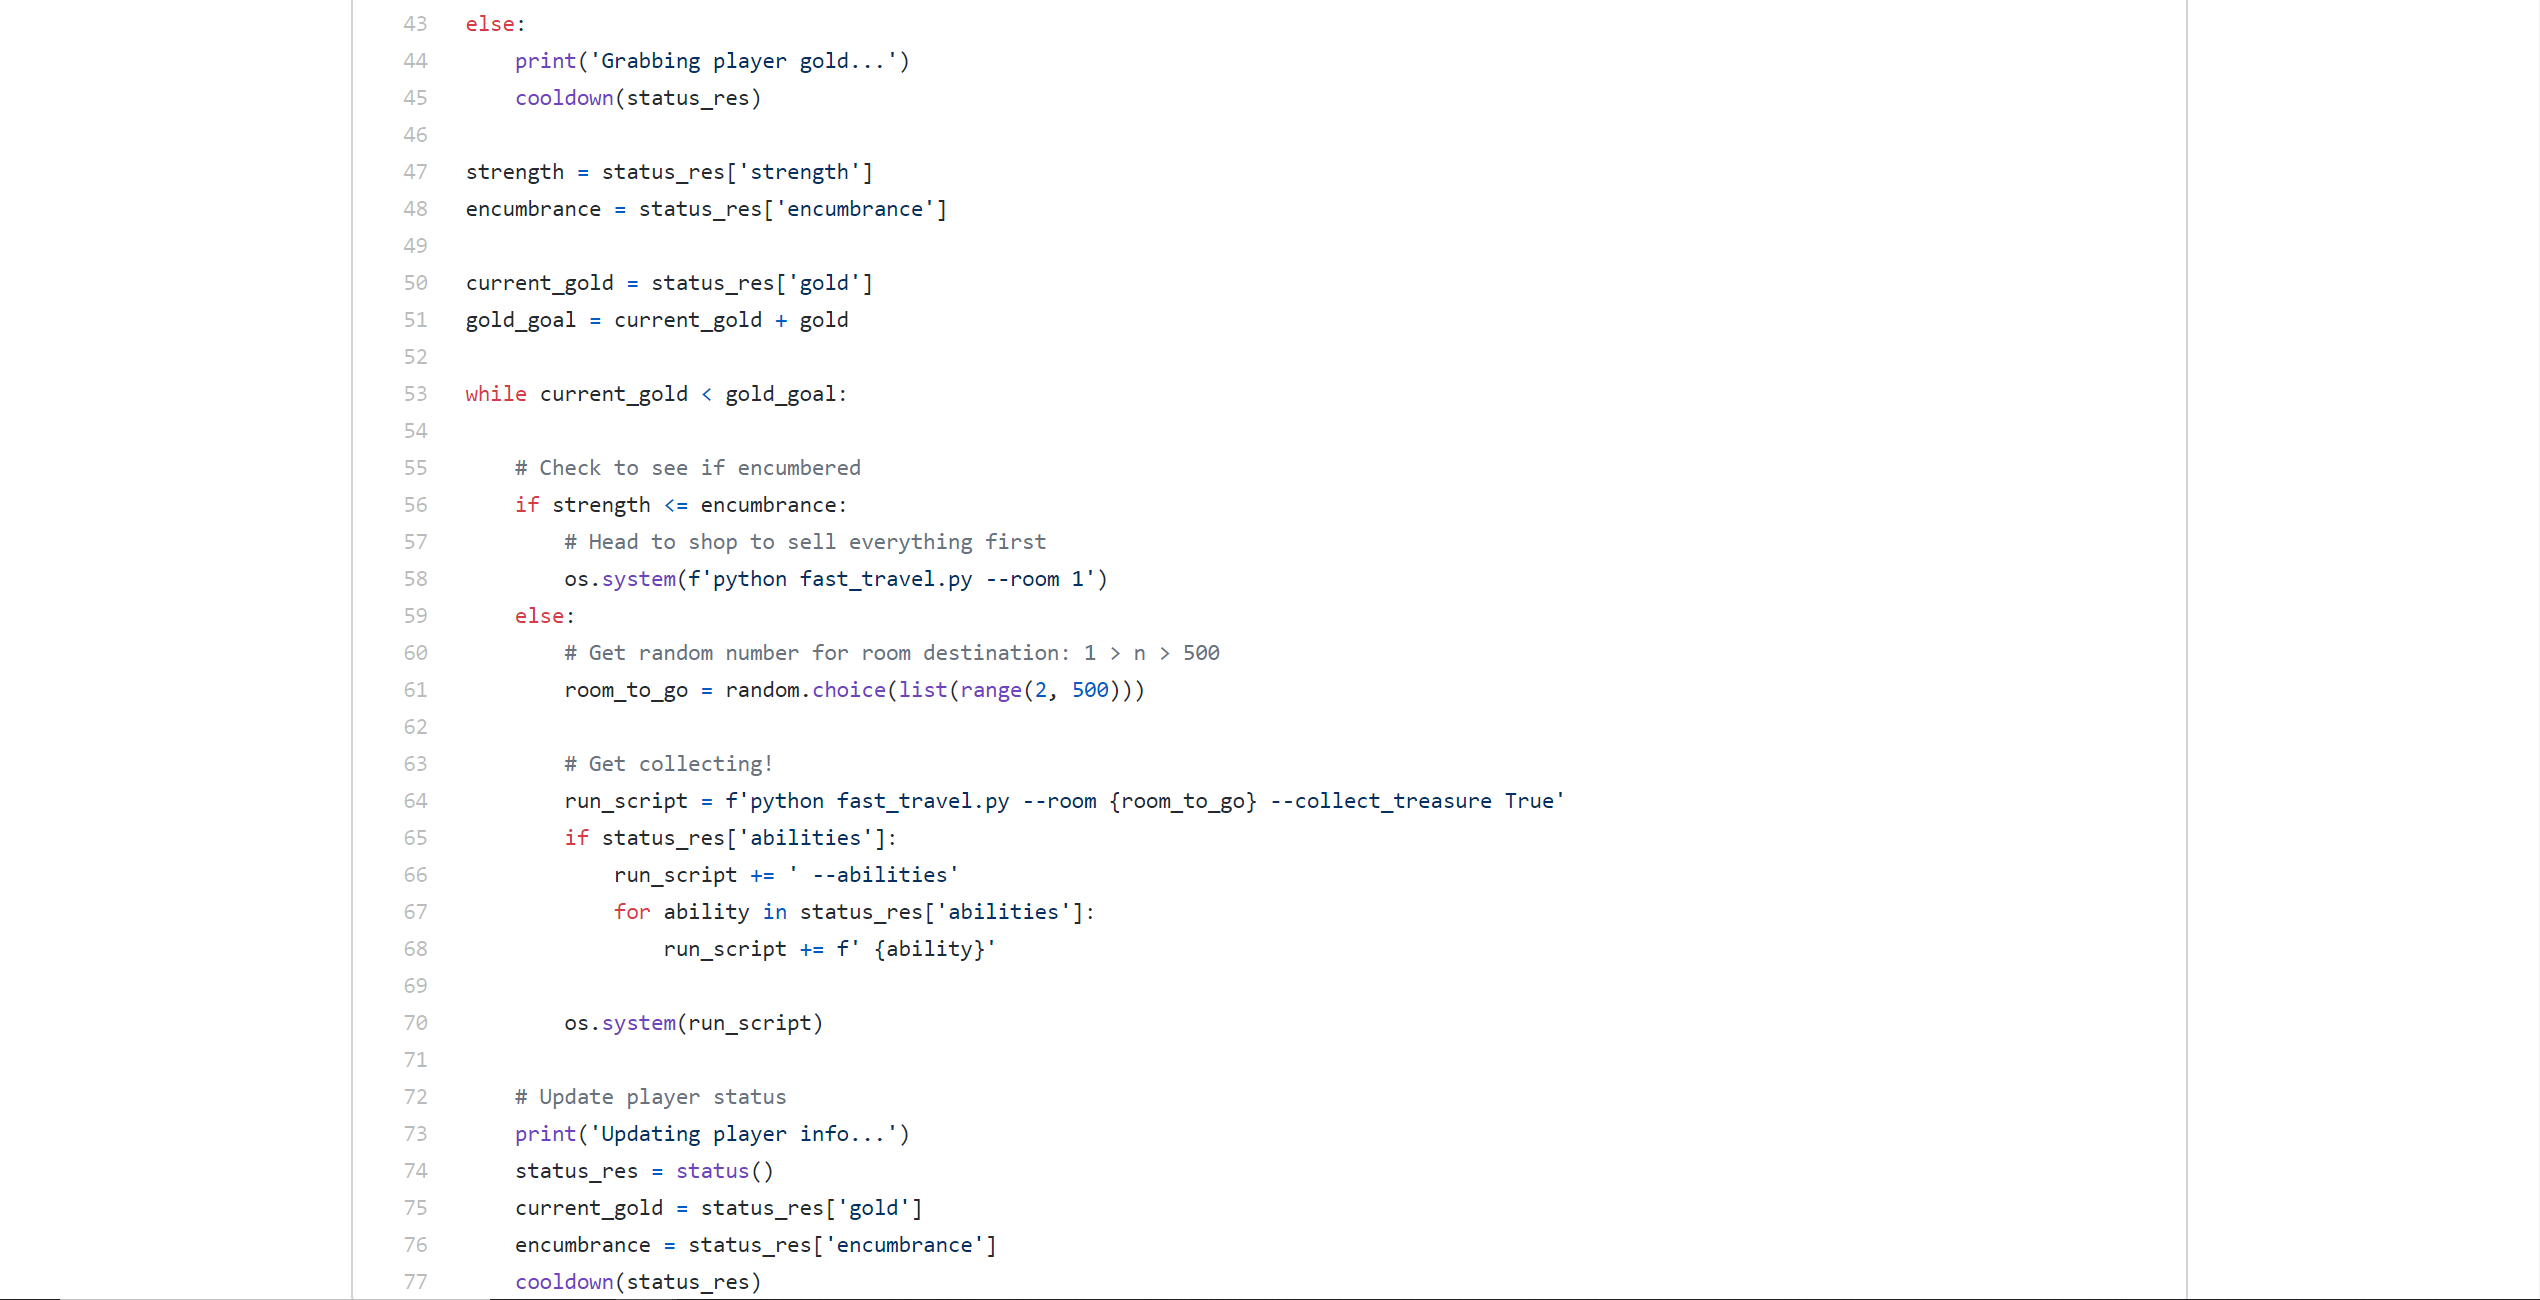 43 else:
44     print('Grabbing player gold...')
45     cooldown(status_res)
46
47 strength = status_res['strength']
48 encumbrance = status_res['encumbrance']
49
50 current_gold = status_res['gold']
51 gold_goal = current_gold + gold
52
53 while current_gold < gold_goal:
54
55     # Check to see if encumbered
56     if strength <= encumbrance:
57         # Head to shop to sell everything first
58         os.system(f'python fast_travel.py --room 1')
59     else:
60         # Get random number for room destination: 1 > n > 500
61         room_to_go = random.choice(list(range(2, 500)))
62
63         # Get collecting!
64         run_script = f'python fast_travel.py --room {room_to_go} --collect_treasure True'
65         if status_res['abilities']:
66             run_script += ' --abilities'
67             for ability in status_res['abilities']:
68                 run_script += f' {ability}'
69
70         os.system(run_script)
71
72     # Update player status
73     print('Updating player info...')
74     status_res = status()
75     current_gold = status_res['gold']
76     encumbrance = status_res['encumbrance']
77     cooldown(status_res)